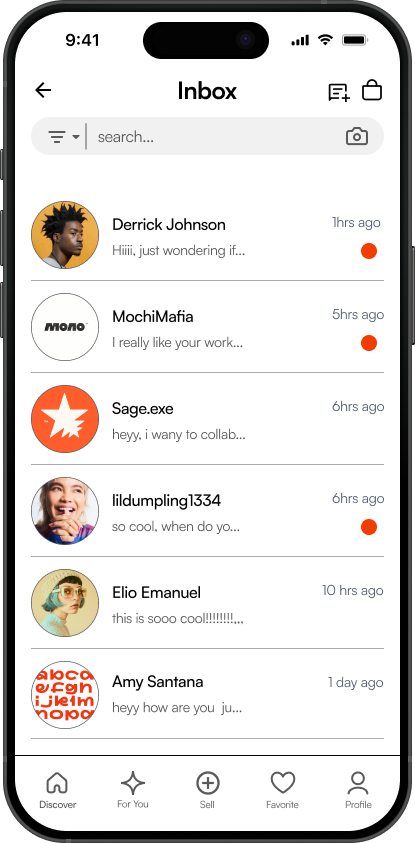 9:41
Inbox
search...
Derrick Johnson
1hrs ago
Hiiii, just wondering if...
mono
MochiMafia
5hrs ago
I really like your work...
Sage.exe
6hrs ago
heyy, i wany to collab...
lildumpling1334
6hrs ago
so cool, when do yo...
Elio Emanuel
10 hrs ago
this is sooo cool!!!!!!!!,,,
abcd
efgh
ijklm
nopq
Amy Santana
1 day ago
heyy how are you  ju...
Discover
For You
Sell
Favorite
Profile